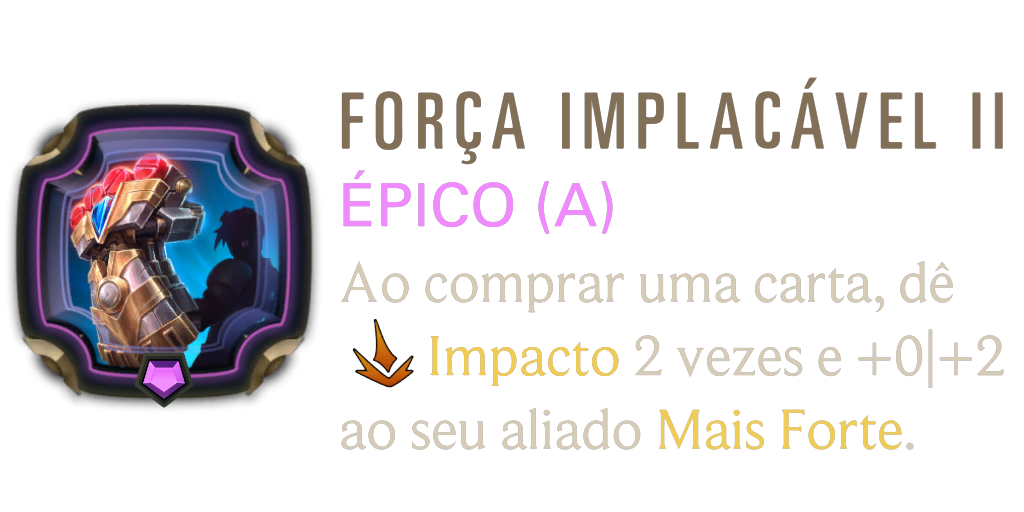 FORÇA IMPLACÁVEL II
ÉPICO (A)
Ao comprar uma carta, dê
Impacto 2 vezes e +0|+2
ao seu aliado Mais Forte.